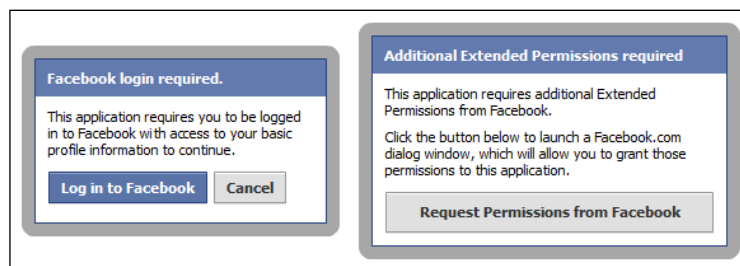 Facebook login required.
This application requires you to be logged
in to Facebook with access to your basic
profile information to continue.
Log in to Facebook
Cancel
Additional Extended Permissions required
This application requires additional Extended
Permissions from Facebook.
Click the button below to launch a Facebook.com
dialog window, which will allow you to grant those
permissions to this application.
Request Permissions from Facebook